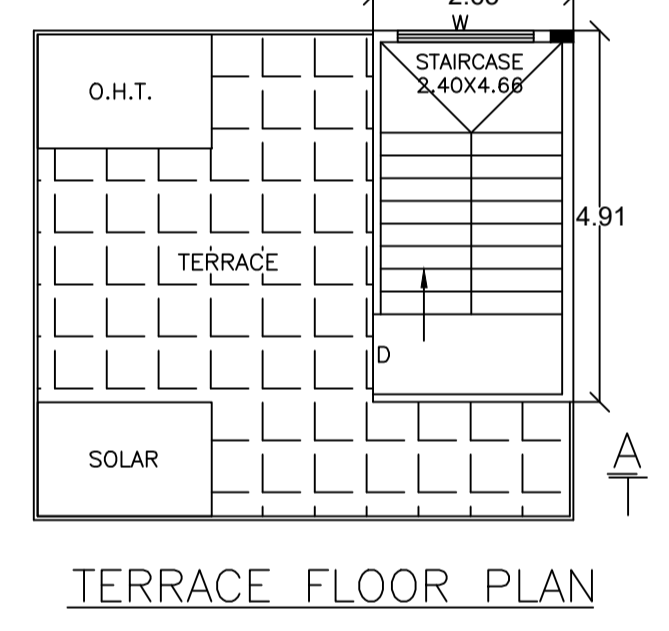 W
STAIRCASE
2.40X4.66
O.H.T.
4.91
TERRACE
D
SOLAR
A
TERRACE FLOOR PLAN